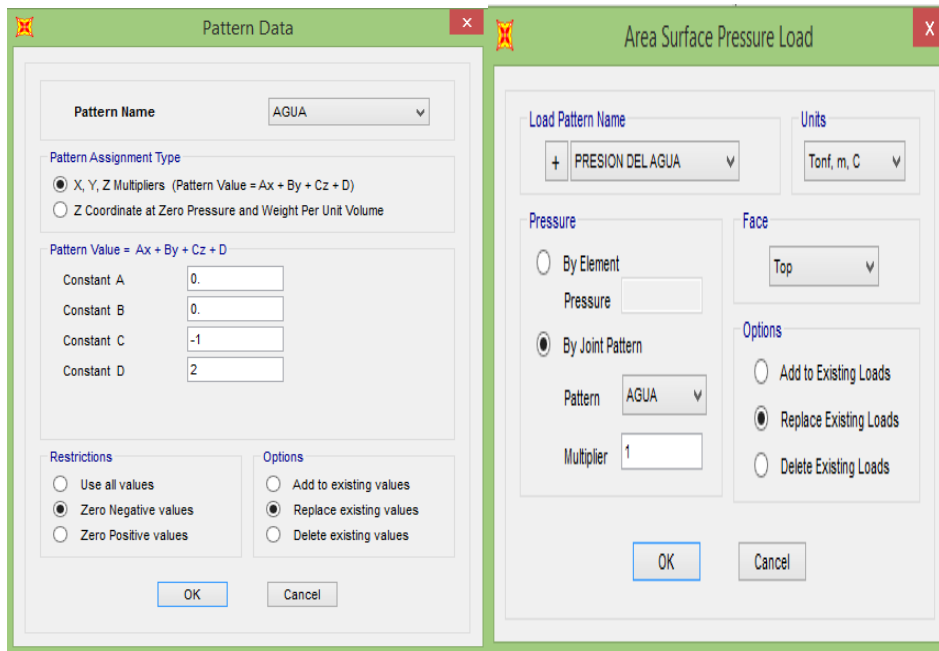 Pattern Data
x
Pattern Name AGUA
Pattern Assignment Type
X, Y, Z Multipliers (Pattern Value = Ax + By + Cz + D)
Z Coordinate at Zero Pressure and Weight Per Unit Volume
Pattern Value = Ax + By + Cz + D
Constant A 0.
Constant B 0.
Constant C -1
Constant D 2
Restrictions
Use all values
Zero Negative values
Zero Positive values
Options
Add to existing values
Replace existing values
Delete existing values
OK Cancel
Area Surface Pressure Load
X
Load Pattern Name
+ PRESION DEL AGUA
Units
Tonf, m, C
Pressure
By Element
Pressure
By Joint Pattern
Pattern AGUA
Multiplier 1
Face
Top
Options
Add to Existing Loads
Replace Existing Loads
Delete Existing Loads
OK Cancel